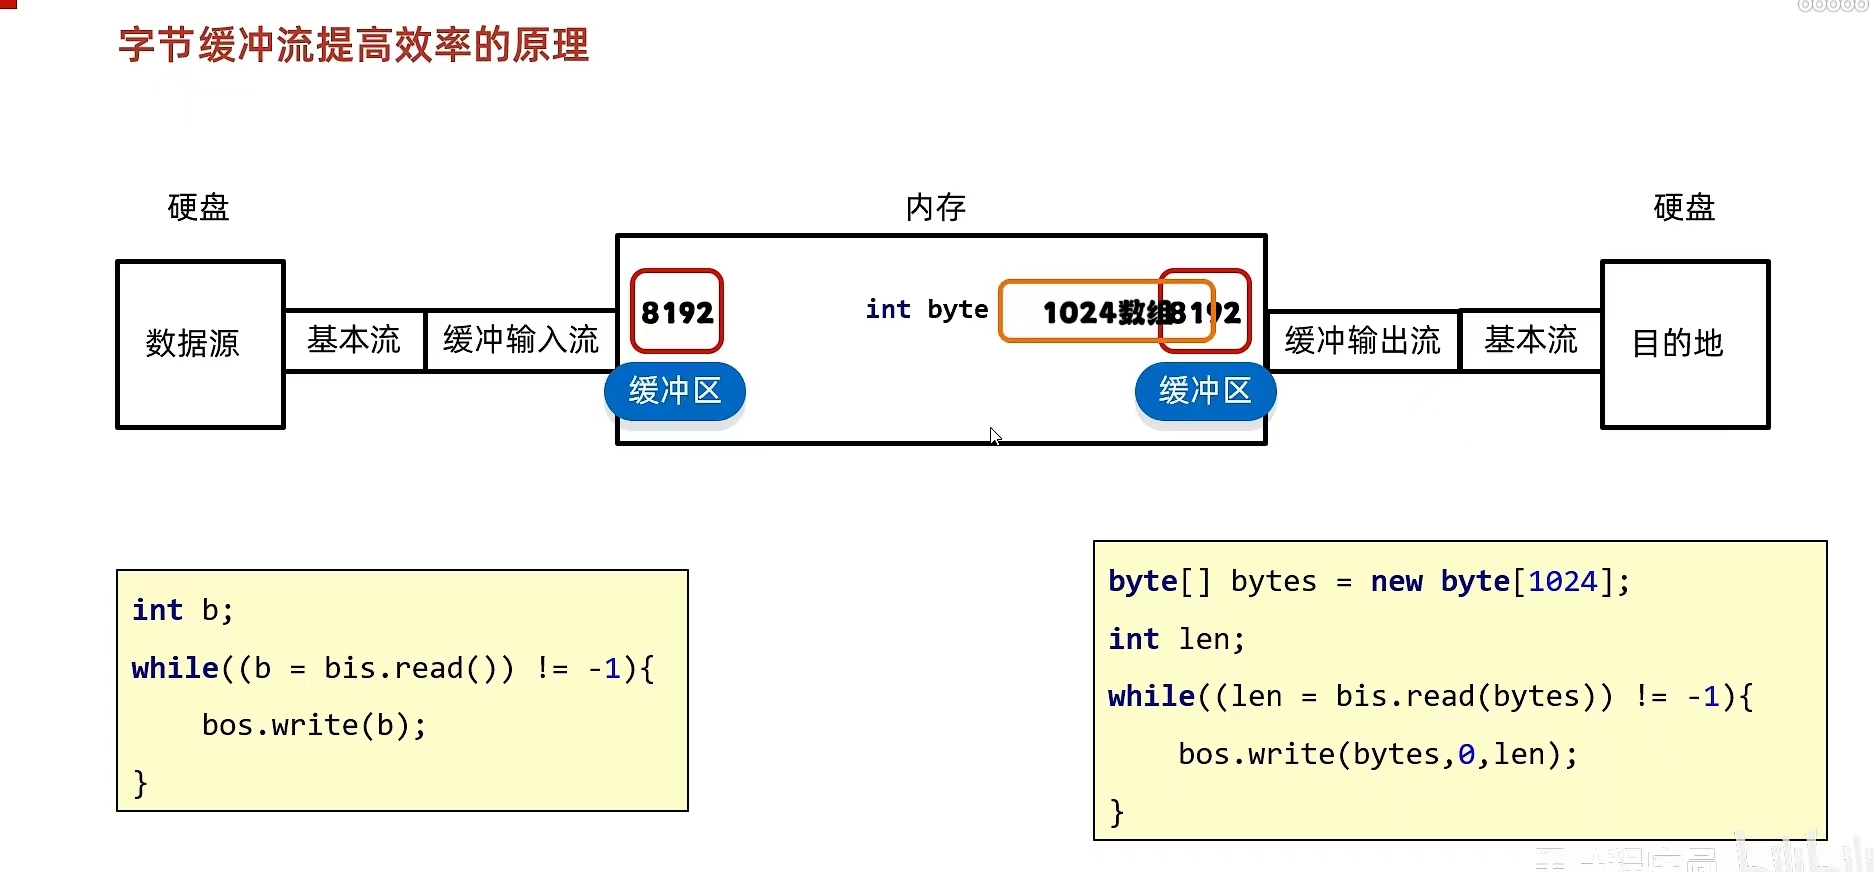 字节缓冲流提高效率的原理
硬盘
内存
硬盘
数据源
基本流
缓冲输入流
8192
缓冲区
int byte
1024数组
8192
缓冲区
缓冲输出流
基本流
目的地
int b;
while((b = bis.read()) != -1){
bos.write(b);
}
byte[] bytes = new byte[1024];
int len;
while((len = bis.read(bytes)) != -1){
bos.write(bytes,0,len);
}